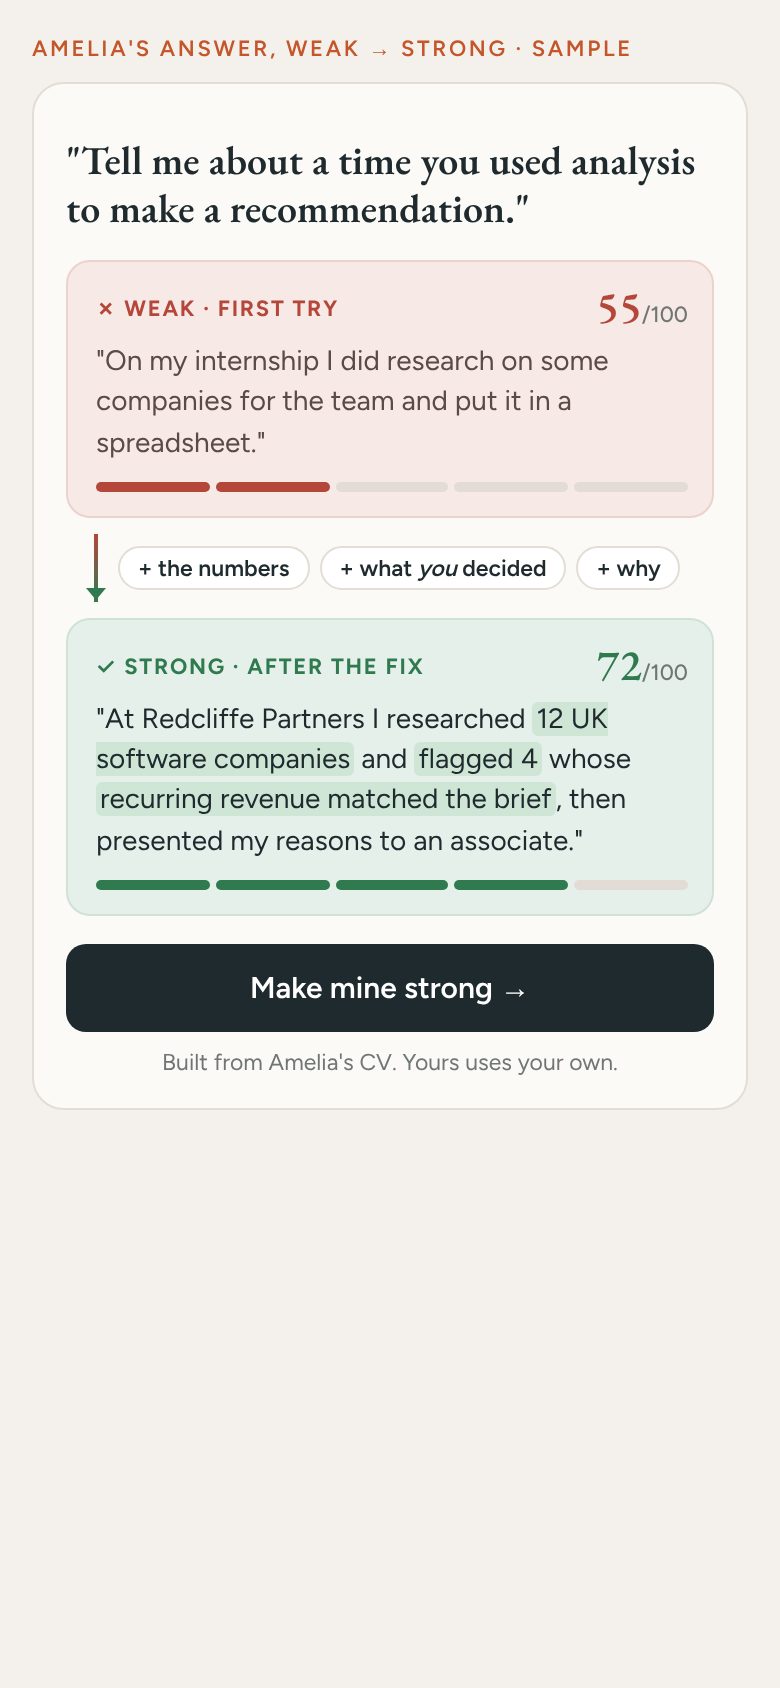 AMELIA'S ANSWER, WEAK → STRONG · SAMPLE
"Tell me about a time you used analysis
to make a recommendation."
× WEAK · FIRST TRY 55/100
"On my internship I did research on some
companies for the team and put it in a
spreadsheet."
+ the numbers + what you decided + why
✓ STRONG · AFTER THE FIX 72/100
"At Redcliffe Partners I researched 12 UK
software companies and flagged 4 whose
recurring revenue matched the brief, then
presented my reasons to an associate."
Make mine strong →
Built from Amelia's CV. Yours uses your own.